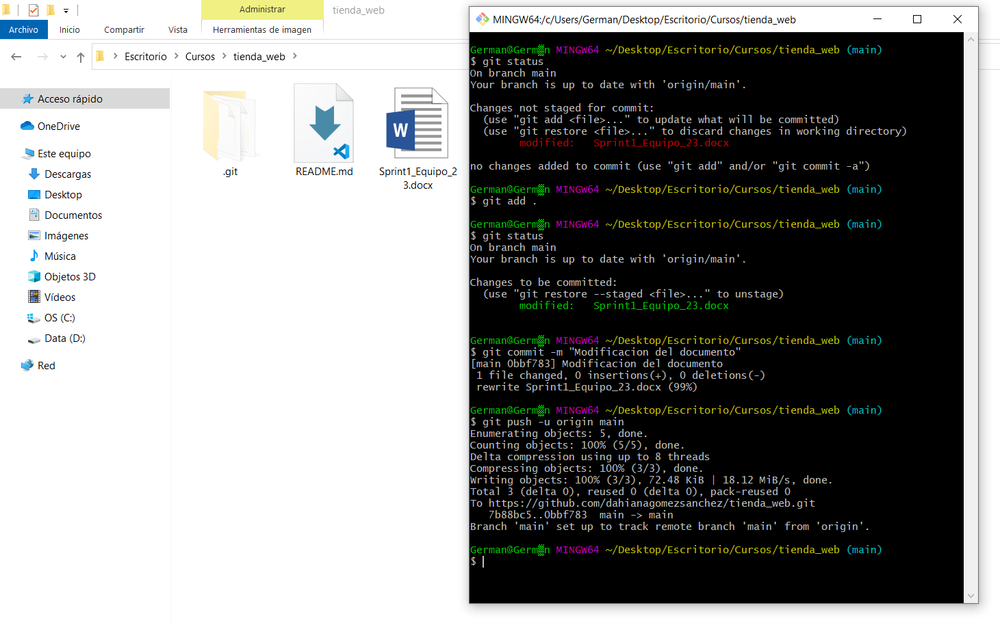 Administrar
tienda_web
Archivo
Inicio
Compartir
Vista
Herramientas de imagen
Escritorio
Cursos
tienda_web
Acceso rápido
OneDrive
Este equipo
Descargas
Desktop
Documentos
Imágenes
Música
Objetos 3D
Vídeos
OS (C:)
Data (D:)
Red
.git
README.md
W
Sprint1_Equipo_2
3.docx
MINGW64:/c/Users/German/Desktop/Escritorio/Cursos/tienda_web
German@Germ▒n MINGW64 ~/Desktop/Escritorio/Cursos/tienda_web (main)
$ git status
On branch main
Your branch is up to date with 'origin/main'.
Changes not staged for commit:
  (use "git add <file>..." to update what will be committed)
  (use "git restore <file>..." to discard changes in working directory)
        modified:   Sprint1_Equipo_23.docx
no changes added to commit (use "git add" and/or "git commit -a")
German@Germ▒n MINGW64 ~/Desktop/Escritorio/Cursos/tienda_web (main)
$ git add .
German@Germ▒n MINGW64 ~/Desktop/Escritorio/Cursos/tienda_web (main)
$ git status
On branch main
Your branch is up to date with 'origin/main'.
Changes to be committed:
  (use "git restore --staged <file>..." to unstage)
        modified:   Sprint1_Equipo_23.docx
German@Germ▒n MINGW64 ~/Desktop/Escritorio/Cursos/tienda_web (main)
$ git commit -m "Modificacion del documento"
[main 0bbf783] Modificacion del documento
 1 file changed, 0 insertions(+), 0 deletions(-)
 rewrite Sprint1_Equipo_23.docx (99%)
German@Germ▒n MINGW64 ~/Desktop/Escritorio/Cursos/tienda_web (main)
$ git push -u origin main
Enumerating objects: 5, done.
Counting objects: 100% (5/5), done.
Delta compression using up to 8 threads
Compressing objects: 100% (3/3), done.
Writing objects: 100% (3/3), 72.48 KiB | 18.12 MiB/s, done.
Total 3 (delta 0), reused 0 (delta 0), pack-reused 0
To https://github.com/dahianagomezsanchez/tienda_web.git
   7b88bc5..0bbf783  main -> main
Branch 'main' set up to track remote branch 'main' from 'origin'.
German@Germ▒n MINGW64 ~/Desktop/Escritorio/Cursos/tienda_web (main)
$